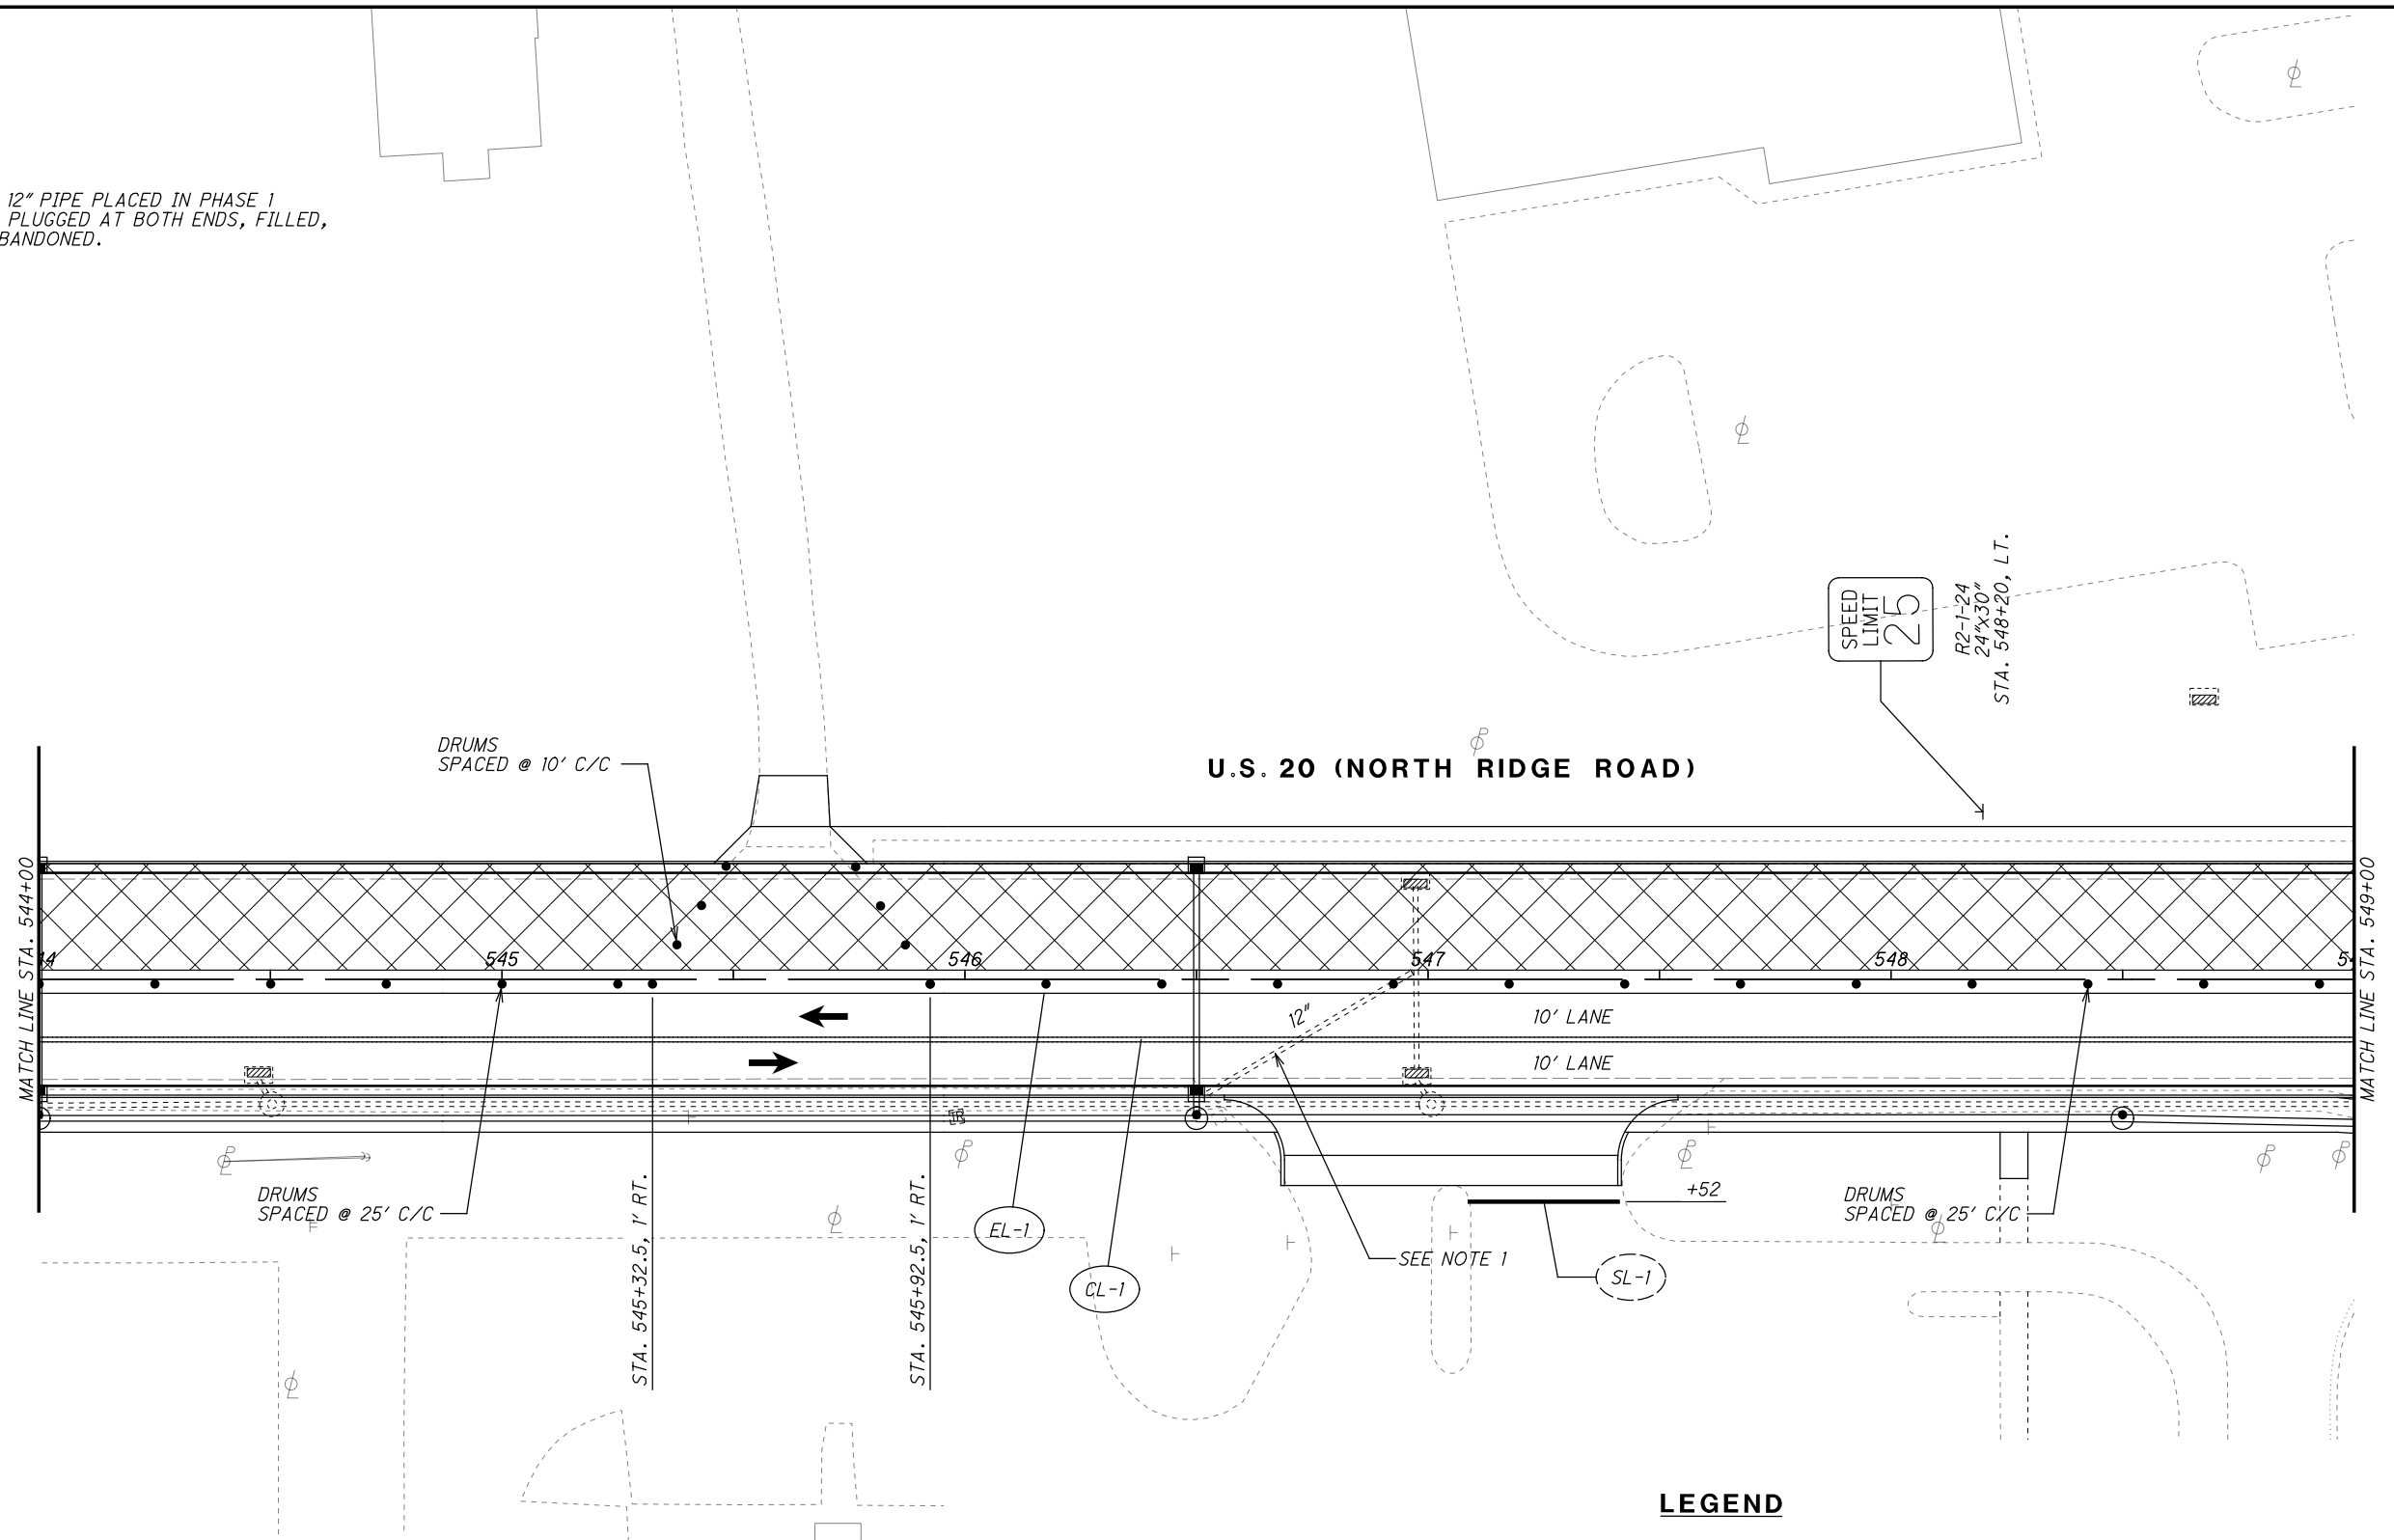 12" PIPE PLACED IN PHASE 1
PLUGGED AT BOTH ENDS, FILLED,
BANDONED.
SPEED
LIMIT
25
R2-1-24
24"x30"
STA. 548+20, LT.
DRUMS
SPACED @ 10' C/C
U.S. 20 (NORTH RIDGE ROAD)
MATCH LINE STA. 544+00
MATCH LINE STA. 549+00
545
546
547
548
12"
10' LANE
10' LANE
DRUMS
SPACED @ 25' C/C
STA. 545+32.5, 1' RT.
STA. 545+92.5, 1' RT.
EL-1
CL-1
SEE NOTE 1
SL-1
+52
DRUMS
SPACED @ 25' C/C
LEGEND